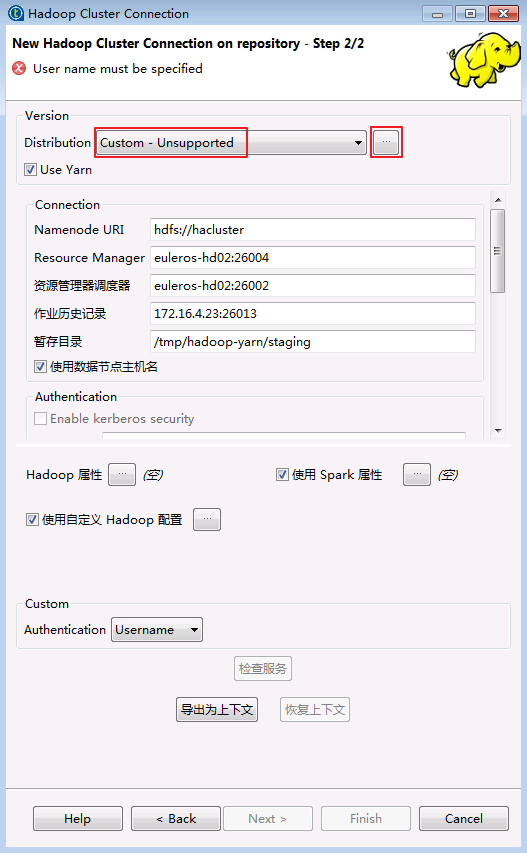 Hadoop Cluster Connection
New Hadoop Cluster Connection on repository - Step 2/2
User name must be specified
Version
Distribution Custom - Unsupported ...
Use Yarn
Connection
Namenode URI hdfs://hacluster
Resource Manager euleros-hd02:26004
资源管理器调度器 euleros-hd02:26002
作业历史记录 172.16.4.23:26013
暂存目录 /tmp/hadoop-yarn/staging
使用数据节点主机名
Authentication
Enable kerberos security
Hadoop 属性 ... (空) 使用 Spark 属性 ... (空)
使用自定义 Hadoop 配置 ...
Custom
Authentication Username
检查服务
导出为上下文 恢复上下文
Help < Back Next > Finish Cancel